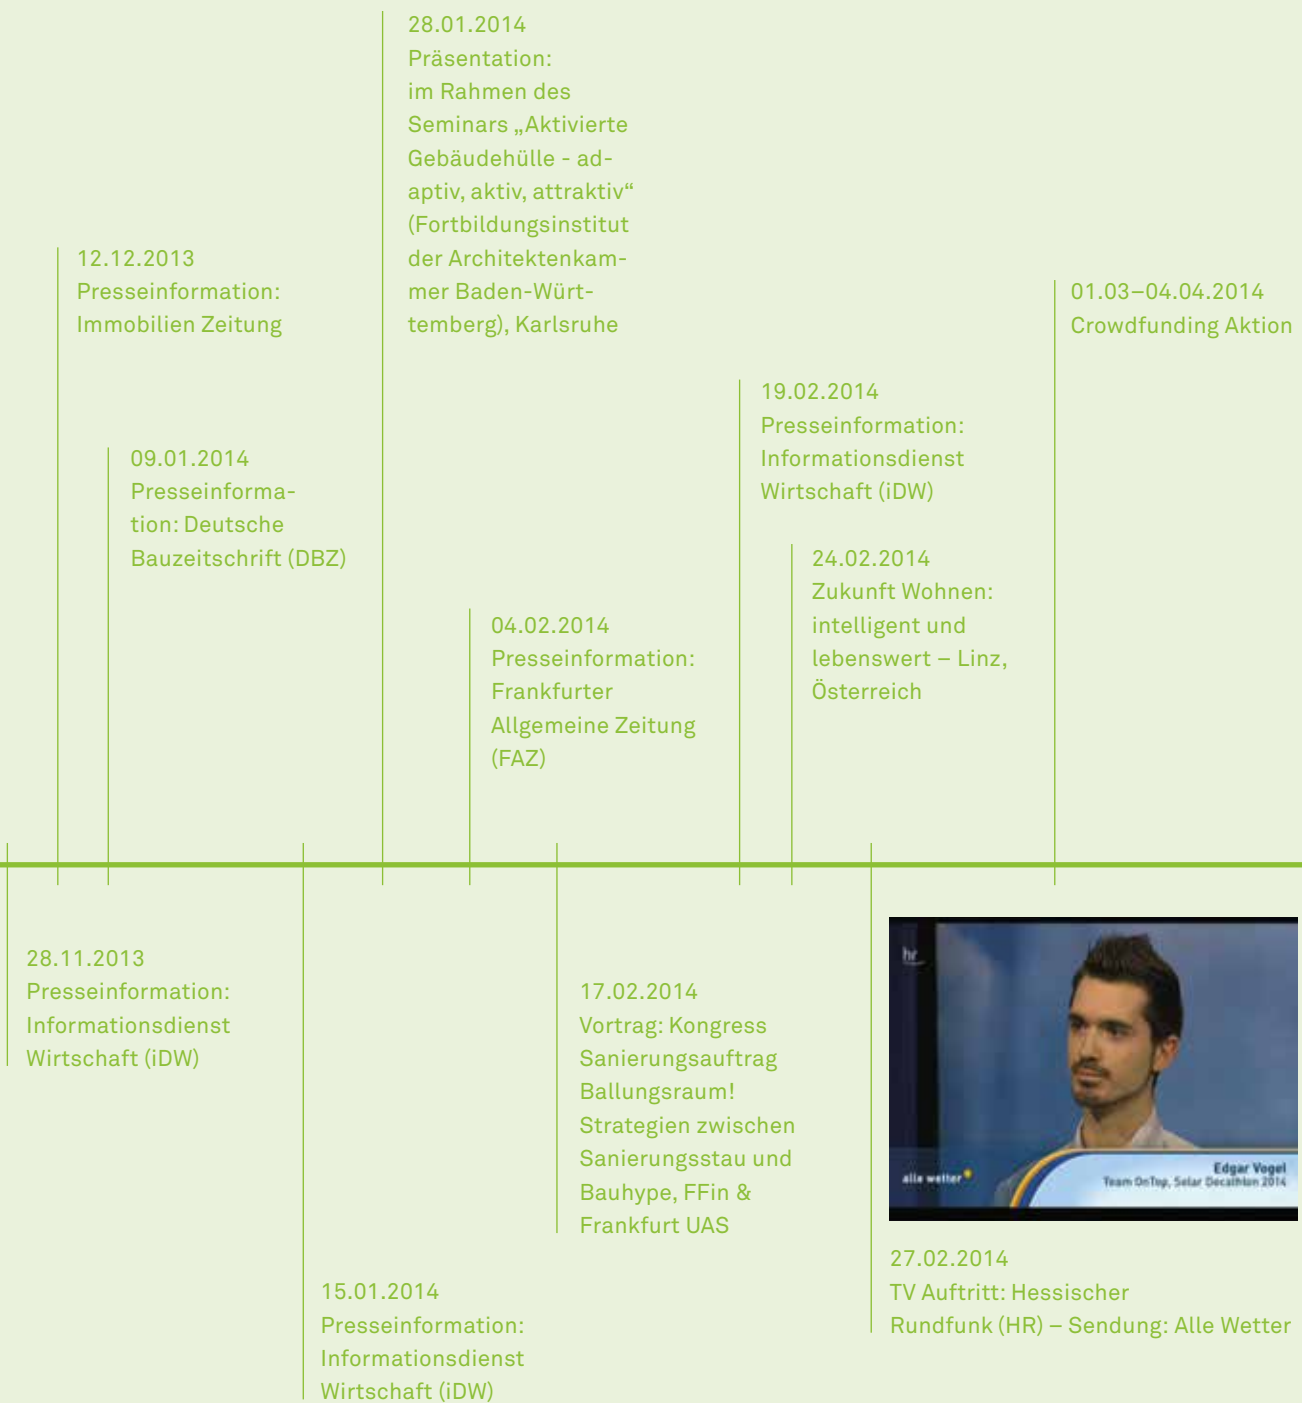 28.01.2014
Präsentation:
im Rahmen des
Seminars „Aktivierte
Gebäudehülle - ad-
aptiv, aktiv, attraktiv“
(Fortbildungsinstitut
der Architektenkam-
mer Baden-Würt-
temberg), Karlsruhe
12.12.2013
Presseinformation:
Immobilien Zeitung
01.03–04.04.2014
Crowdfunding Aktion
19.02.2014
Presseinformation:
Informationsdienst
Wirtschaft (iDW)
09.01.2014
Presseinforma-
tion: Deutsche
Bauzeitschrift (DBZ)
24.02.2014
Zukunft Wohnen:
intelligent und
lebenswert – Linz,
Österreich
04.02.2014
Presseinformation:
Frankfurter
Allgemeine Zeitung
(FAZ)
28.11.2013
Presseinformation:
Informationsdienst
Wirtschaft (iDW)
17.02.2014
Vortrag: Kongress
Sanierungsauftrag
Ballungsraum!
Strategien zwischen
Sanierungsstau und
Bauhype, FFin &
Frankfurt UAS
hr
alle wetter
Edgar Vogel
Team OnTop, Solar Decathlon 2014
27.02.2014
TV Auftritt: Hessischer
Rundfunk (HR) – Sendung: Alle Wetter
15.01.2014
Presseinformation:
Informationsdienst
Wirtschaft (iDW)